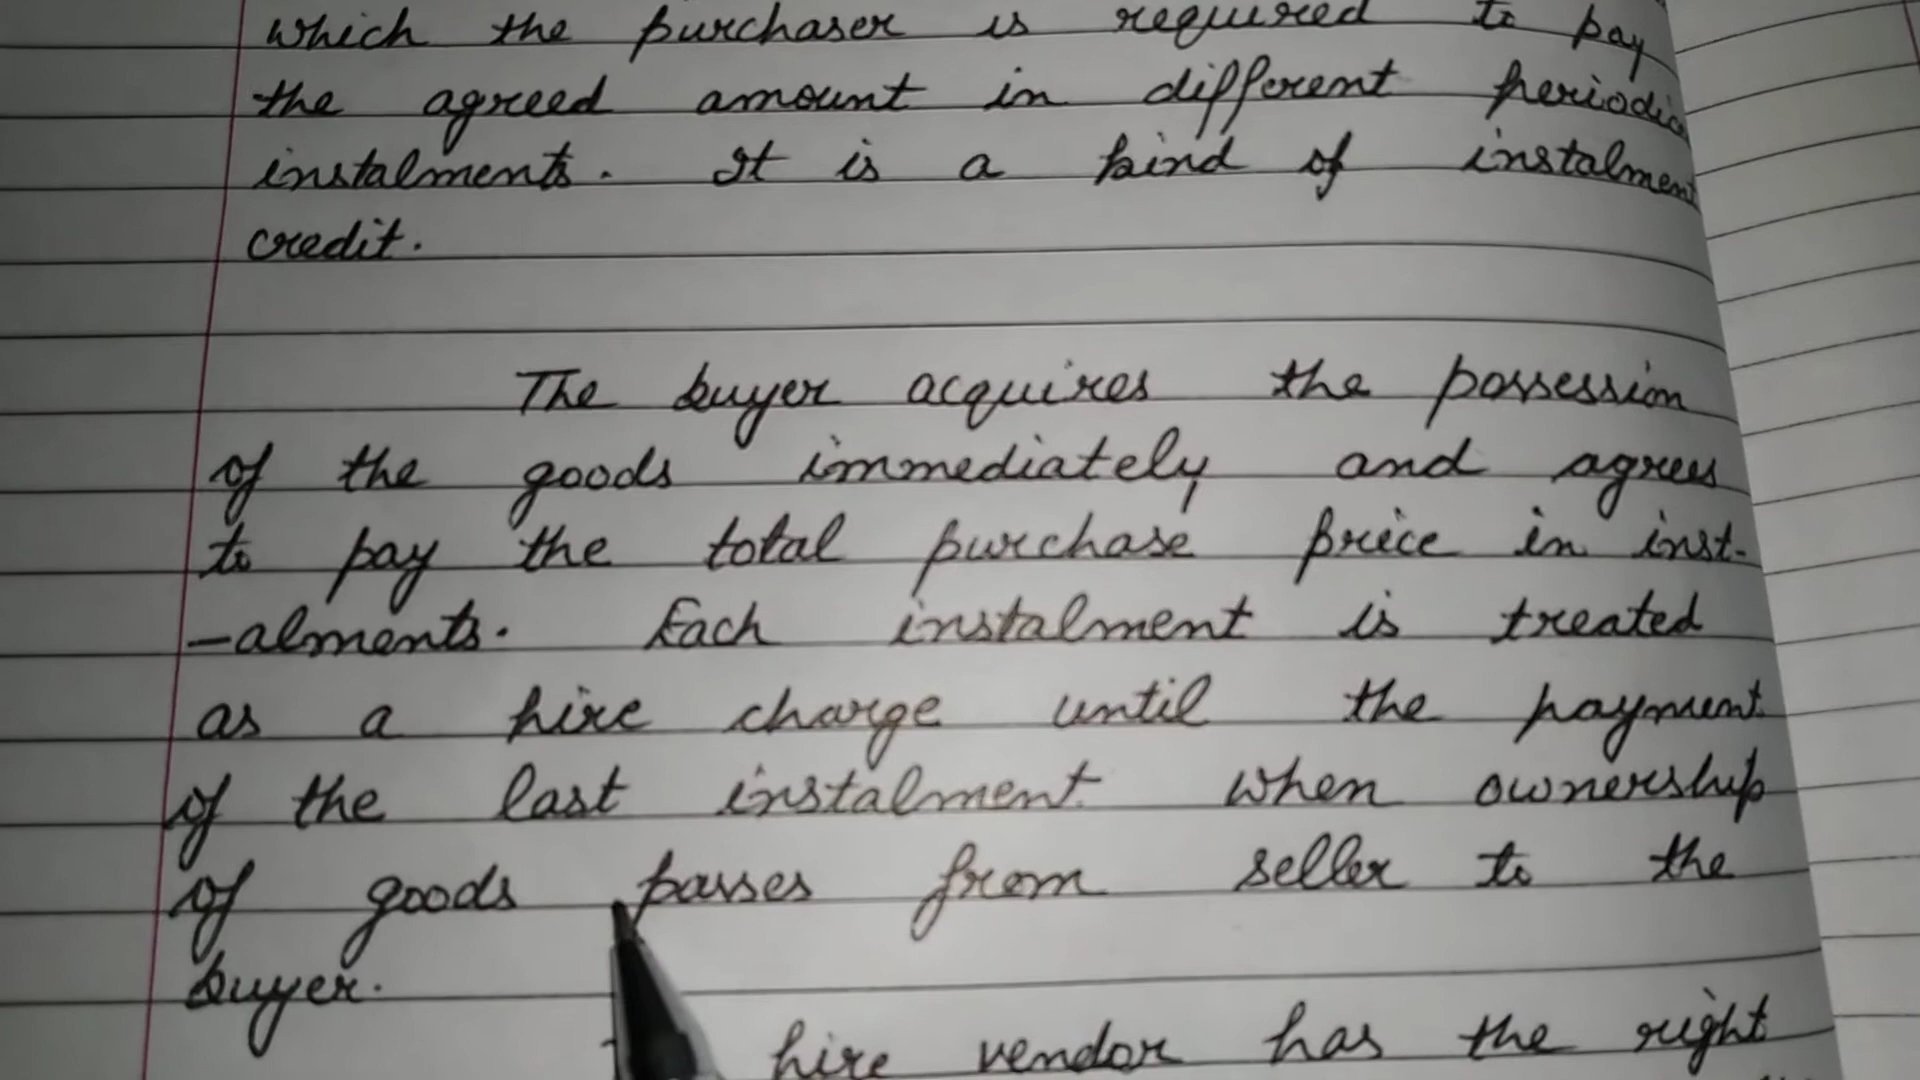 which the purchaser is required to pay
the agreed amount in different periodic
instalments. It is a kind of instalment
credit.
The buyer acquires the possession
of the goods immediately and agrees
to pay the total purchase price in inst-
-alments. Each instalment is treated
as a hire charge until the payment
of the last instalment when ownership
of goods passes from seller to the
buyer.
hire vendor has the right